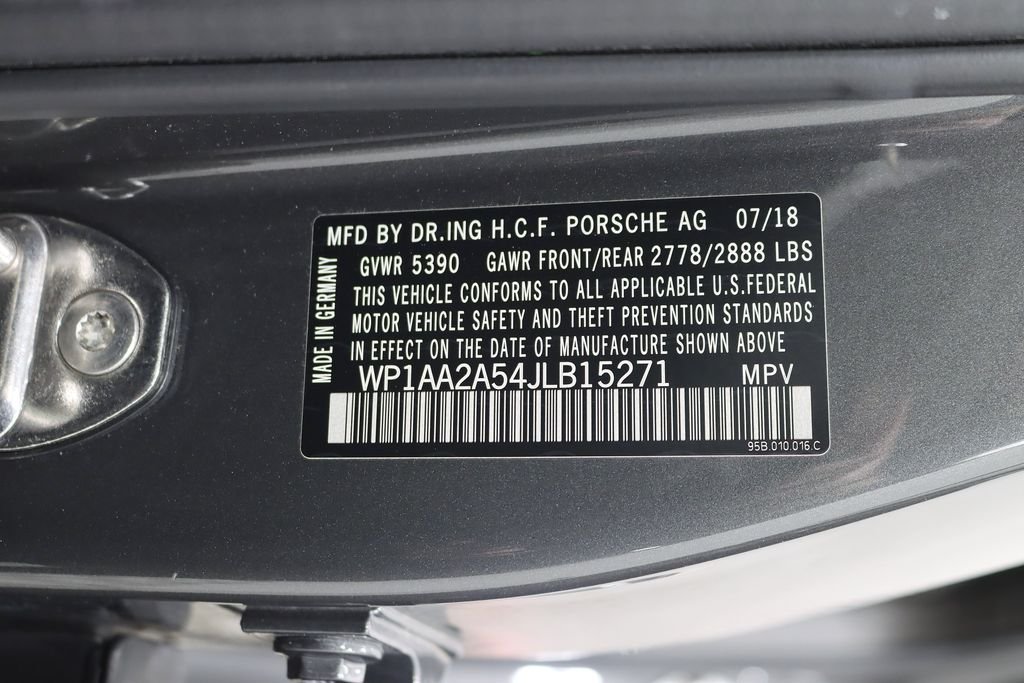 MFD BY DR.ING H.C.F. PORSCHE AG 07/18
GVWR 5390 GAWR FRONT/REAR 2778/2888 LBS
THIS VEHICLE CONFORMS TO ALL APPLICABLE U.S.FEDERAL
MOTOR VEHICLE SAFETY AND THEFT PREVENTION STANDARDS
IN EFFECT ON THE DATE OF MANUFACTURE SHOWN ABOVE
MADE IN GERMANY
WP1AA2A54JLB15271 MPV
95B.010.016.C